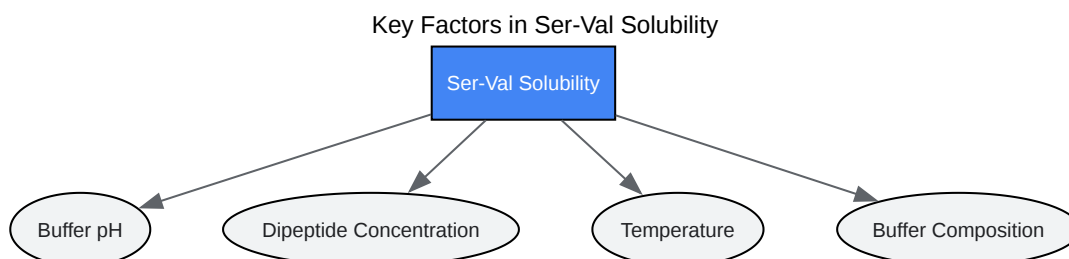 Key Factors in Ser-Val Solubility
Ser-Val Solubility
Buffer pH
Dipeptide Concentration
Temperature
Buffer Composition